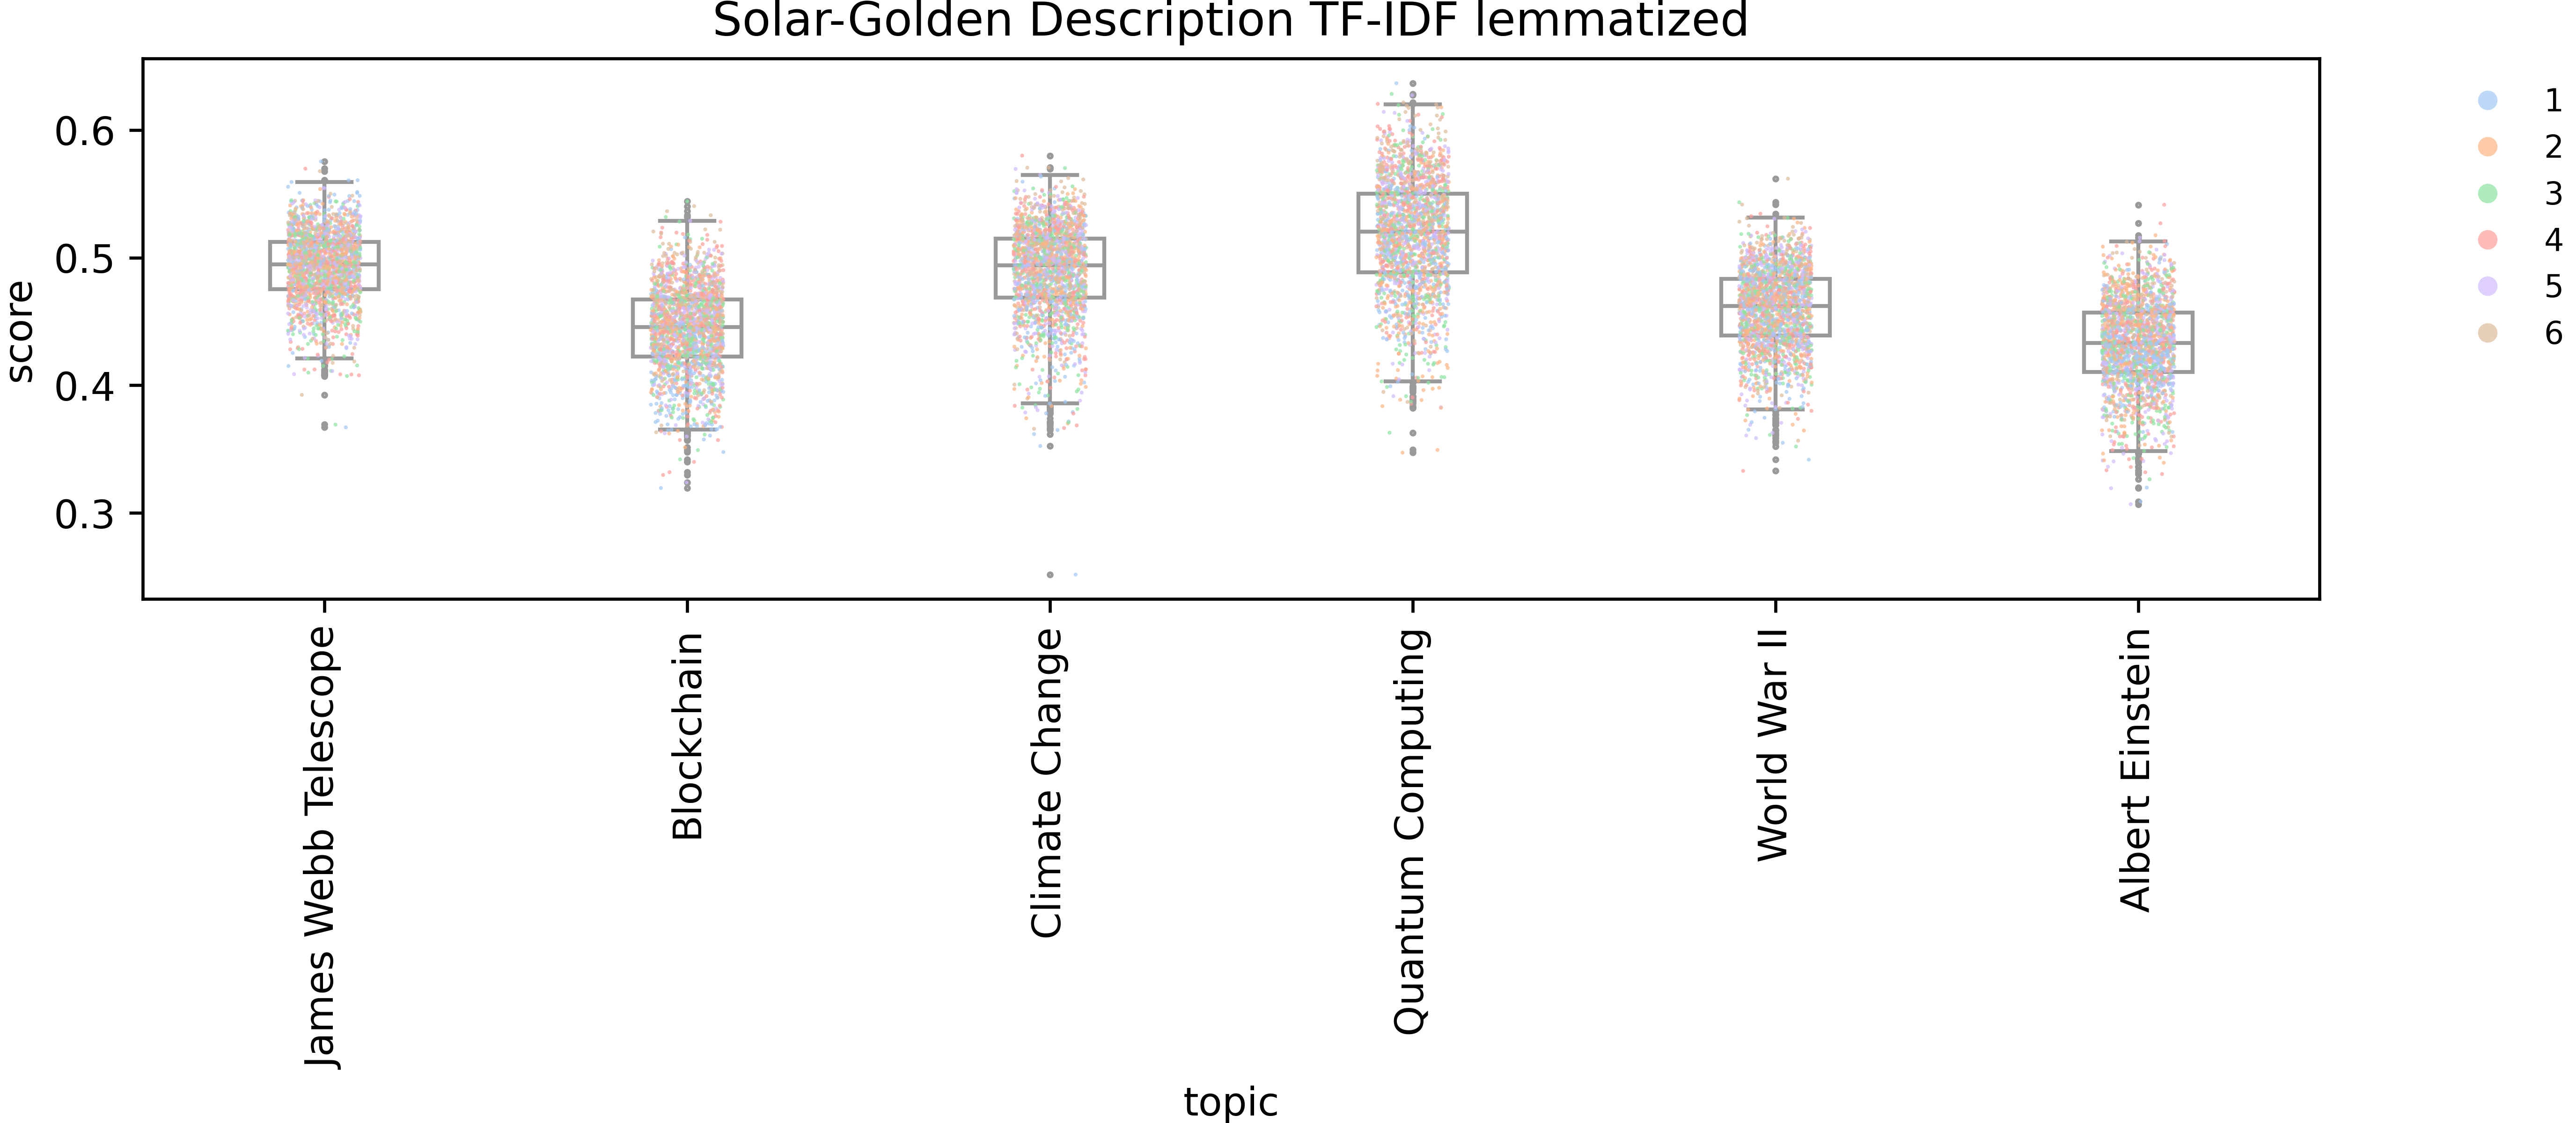 Solar-Golden Description TF-IDF lemmatized
score
0.6
0.5
0.4
0.3
1
2
3
4
5
6
James Webb Telescope
Blockchain
Climate Change
Quantum Computing
World War II
Albert Einstein
topic